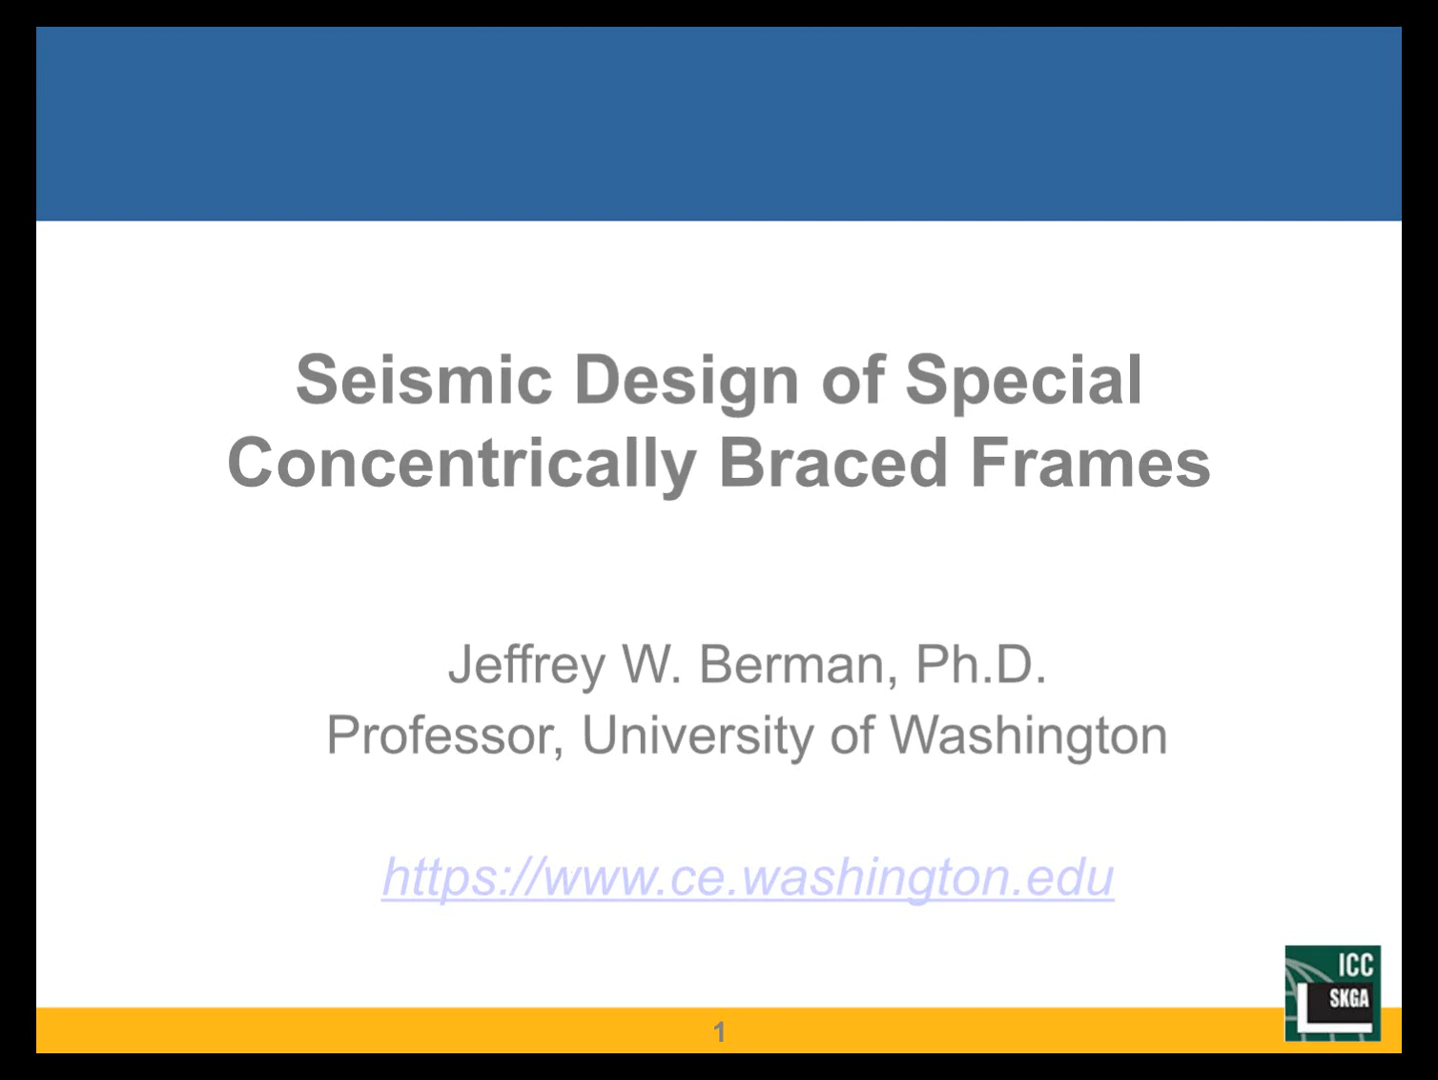 Seismic Design of Special
Concentrically Braced Frames
Jeffrey W. Berman, Ph.D.
Professor, University of Washington
https://www.ce.washington.edu
ICC
SKGA
1